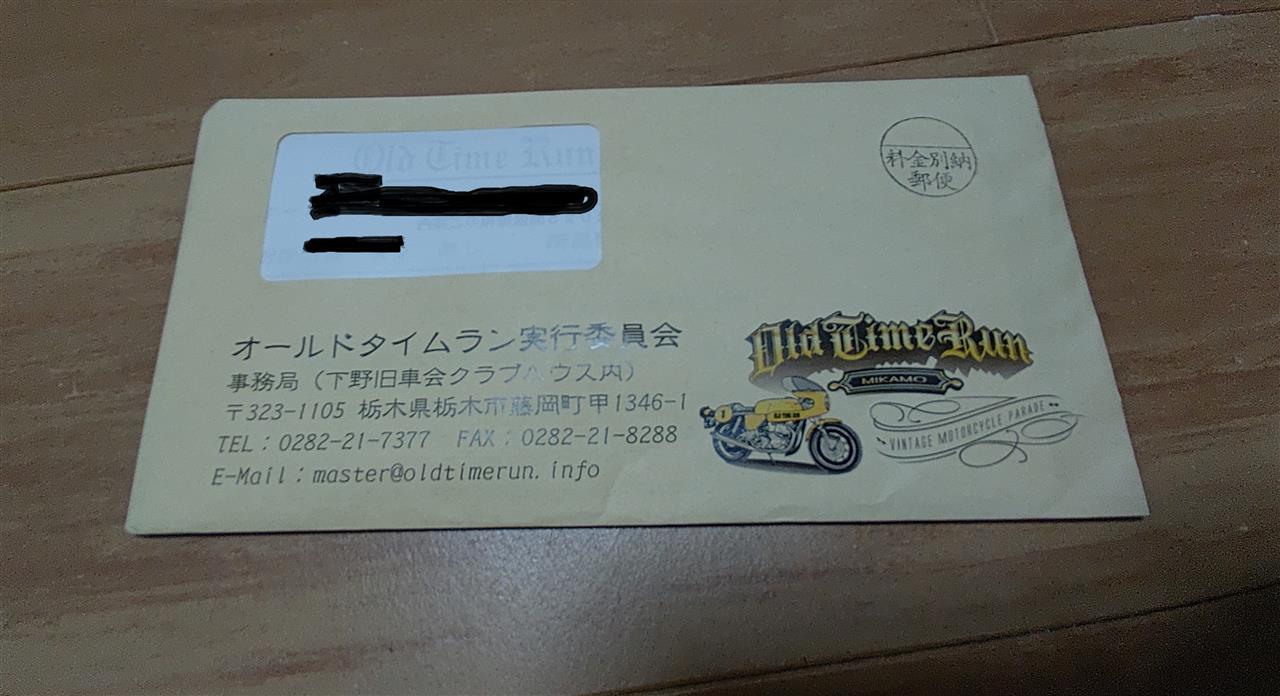 Old Time Run
料金別納
郵便
オールドタイムラン実行委員会
事務局（下野旧車会クラブハウス内）
〒323-1105 栃木県栃木市藤岡町甲1346-1
TEL：0282-21-7377 FAX：0282-21-8288
E-Mail：master@oldtimerun.info
Old Time Run
MIKAMO
VINTAGE MOTORCYCLE PARADE